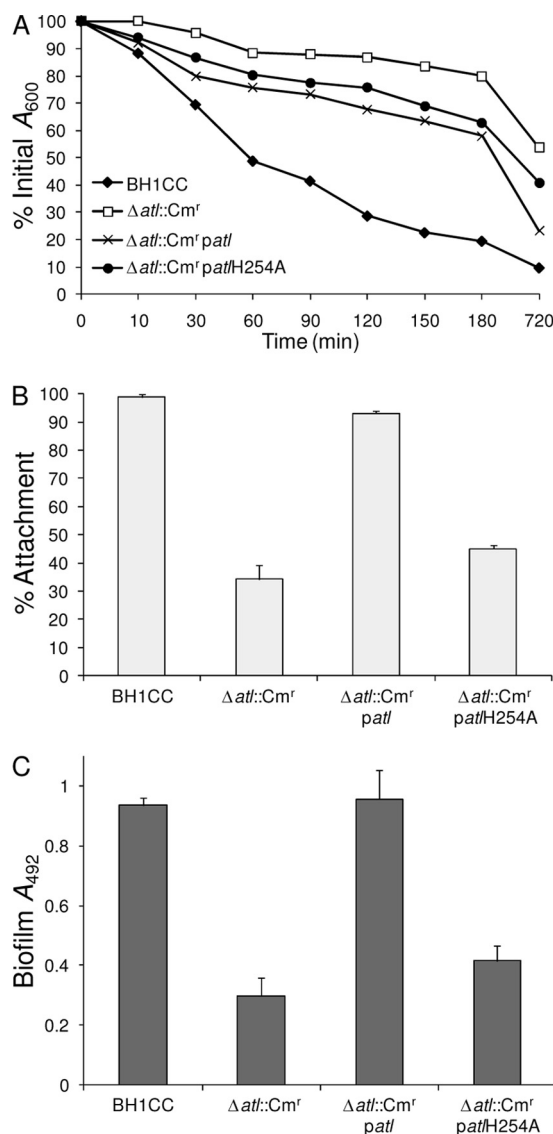 A
% Initial A600
100
90
80
70
60
50
40
30
20
10
0
BH1CC
Δatl::Cmʳ
Δatl::Cmʳ patl
Δatl::Cmʳ patlH254A
0 10 30 60 90 120 150 180 720
Time (min)
B
% Attachment
100
90
80
70
60
50
40
30
20
10
0
BH1CC Δatl::Cmʳ Δatl::Cmʳ Δatl::Cmʳ
patl patlH254A
C
Biofilm A492
1
0.8
0.6
0.4
0.2
0
BH1CC Δatl::Cmʳ Δatl::Cmʳ Δatl::Cmʳ
patl patlH254A